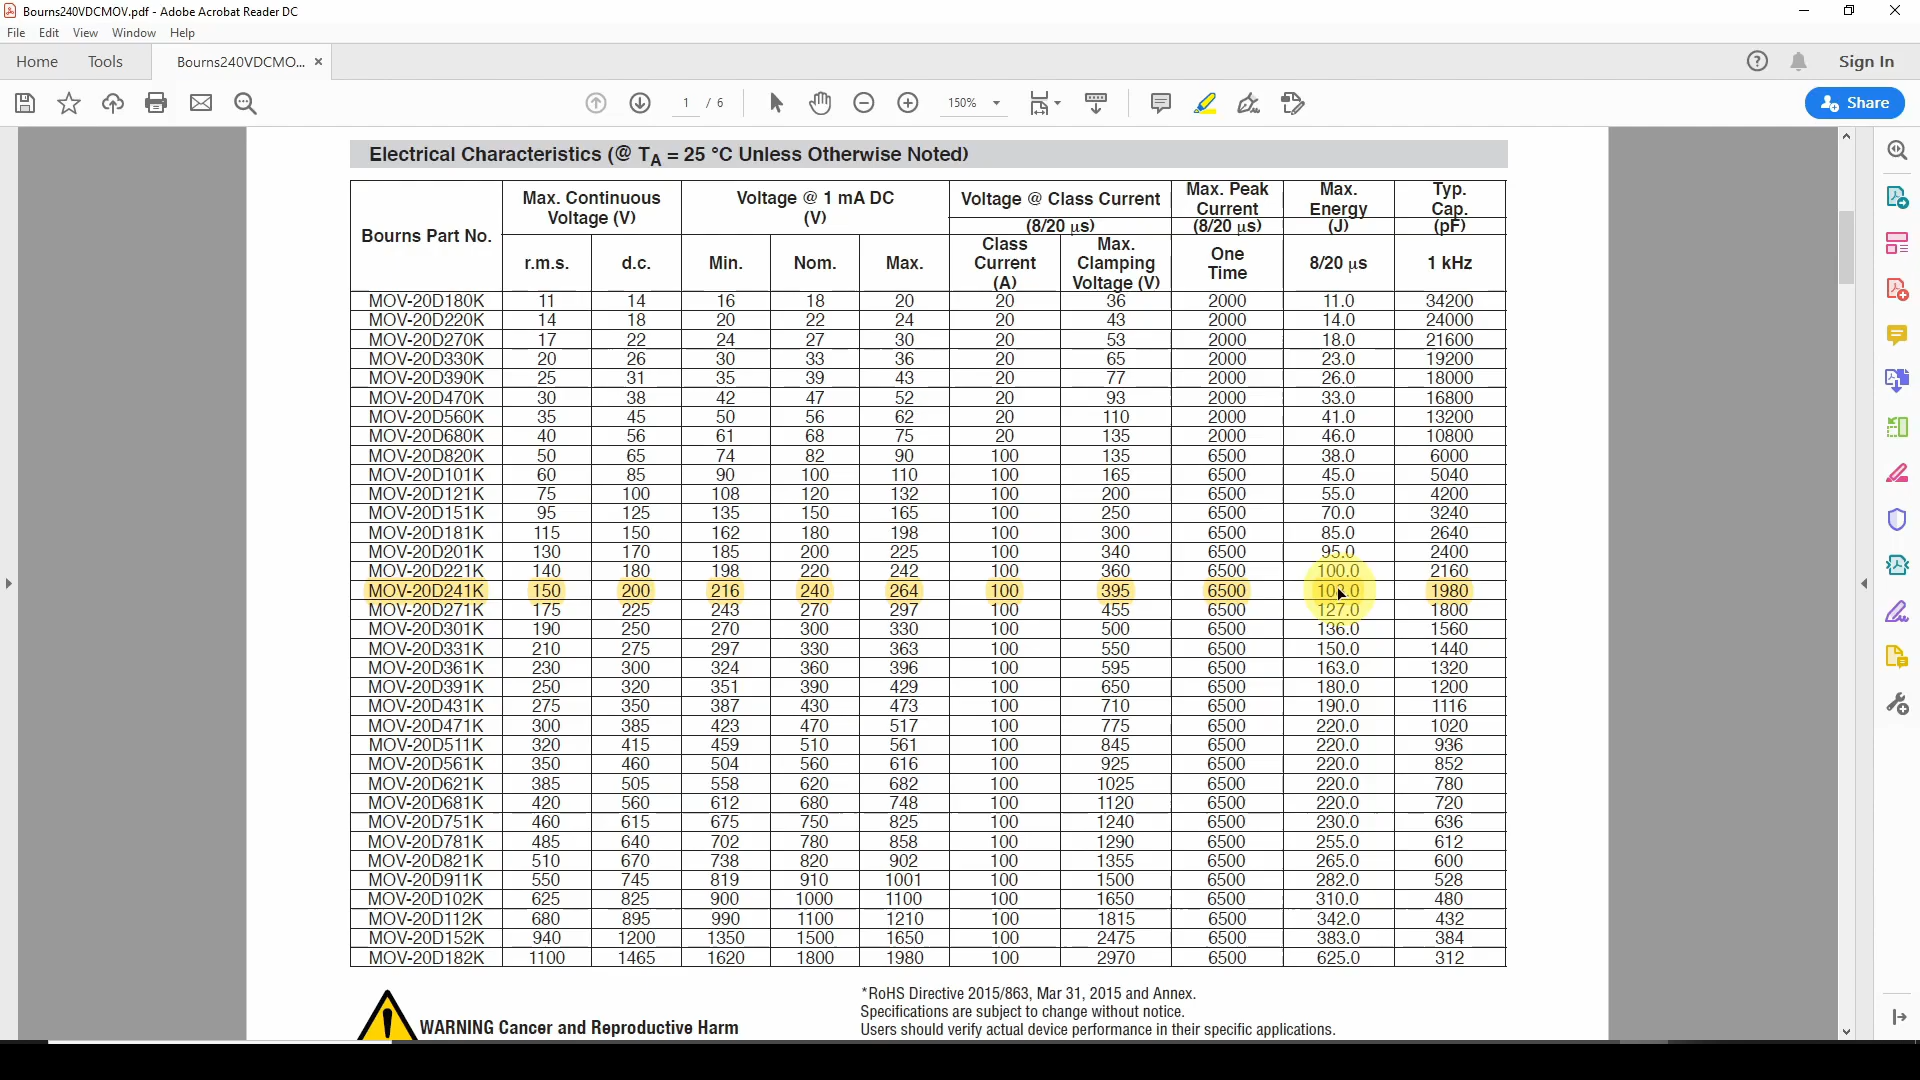 Bourns240VDCMOV.pdf - Adobe Acrobat Reader DC
File Edit View Window Help
Home Tools Bourns240VDCMO... × Sign In
1 / 6 150% Share
Electrical Characteristics (@ TA = 25 °C Unless Otherwise Noted)
Bourns Part No. Max. Continuous Voltage (V) Voltage @ 1 mA DC (V) Voltage @ Class Current (8/20 µs) Max. Peak Current (8/20 µs) Max. Energy (J) Typ. Cap. (pF)
r.m.s. d.c. Min. Nom. Max. Class Current (A) Max. Clamping Voltage (V) One Time 8/20 µs 1 kHz
MOV-20D180K 11 14 16 18 20 20 36 2000 11.0 34200
MOV-20D220K 14 18 20 22 24 20 43 2000 14.0 24000
MOV-20D270K 17 22 24 27 30 20 53 2000 18.0 21600
MOV-20D330K 20 26 30 33 36 20 65 2000 23.0 19200
MOV-20D390K 25 31 35 39 43 20 77 2000 26.0 18000
MOV-20D470K 30 38 42 47 52 20 93 2000 33.0 16800
MOV-20D560K 35 45 50 56 62 20 110 2000 41.0 13200
MOV-20D680K 40 56 61 68 75 20 135 2000 46.0 10800
MOV-20D820K 50 65 74 82 90 100 135 6500 38.0 6000
MOV-20D101K 60 85 90 100 110 100 165 6500 45.0 5040
MOV-20D121K 75 100 108 120 132 100 200 6500 55.0 4200
MOV-20D151K 95 125 135 150 165 100 250 6500 70.0 3240
MOV-20D181K 115 150 162 180 198 100 300 6500 85.0 2640
MOV-20D201K 130 170 185 200 225 100 340 6500 95.0 2400
MOV-20D221K 140 180 198 220 242 100 360 6500 100.0 2160
MOV-20D241K 150 200 216 240 264 100 395 6500 1980
MOV-20D271K 175 225 243 270 297 100 455 6500 127.0 1800
MOV-20D301K 190 250 270 300 330 100 500 6500 136.0 1560
MOV-20D331K 210 275 297 330 363 100 550 6500 150.0 1440
MOV-20D361K 230 300 324 360 396 100 595 6500 163.0 1320
MOV-20D391K 250 320 351 390 429 100 650 6500 180.0 1200
MOV-20D431K 275 350 387 430 473 100 710 6500 190.0 1116
MOV-20D471K 300 385 423 470 517 100 775 6500 220.0 1020
MOV-20D511K 320 415 459 510 561 100 845 6500 220.0 936
MOV-20D561K 350 460 504 560 616 100 925 6500 220.0 852
MOV-20D621K 385 505 558 620 682 100 1025 6500 220.0 780
MOV-20D681K 420 560 612 680 748 100 1120 6500 220.0 720
MOV-20D751K 460 615 675 750 825 100 1240 6500 230.0 636
MOV-20D781K 485 640 702 780 858 100 1290 6500 255.0 612
MOV-20D821K 510 670 738 820 902 100 1355 6500 265.0 600
MOV-20D911K 550 745 819 910 1001 100 1500 6500 282.0 528
MOV-20D102K 625 825 900 1000 1100 100 1650 6500 310.0 480
MOV-20D112K 680 895 990 1100 1210 100 1815 6500 342.0 432
MOV-20D152K 940 1200 1350 1500 1650 100 2475 6500 383.0 384
MOV-20D182K 1100 1465 1620 1800 1980 100 2970 6500 625.0 312
*RoHS Directive 2015/863, Mar 31, 2015 and Annex.
Specifications are subject to change without notice.
Users should verify actual device performance in their specific applications.
WARNING Cancer and Reproductive Harm